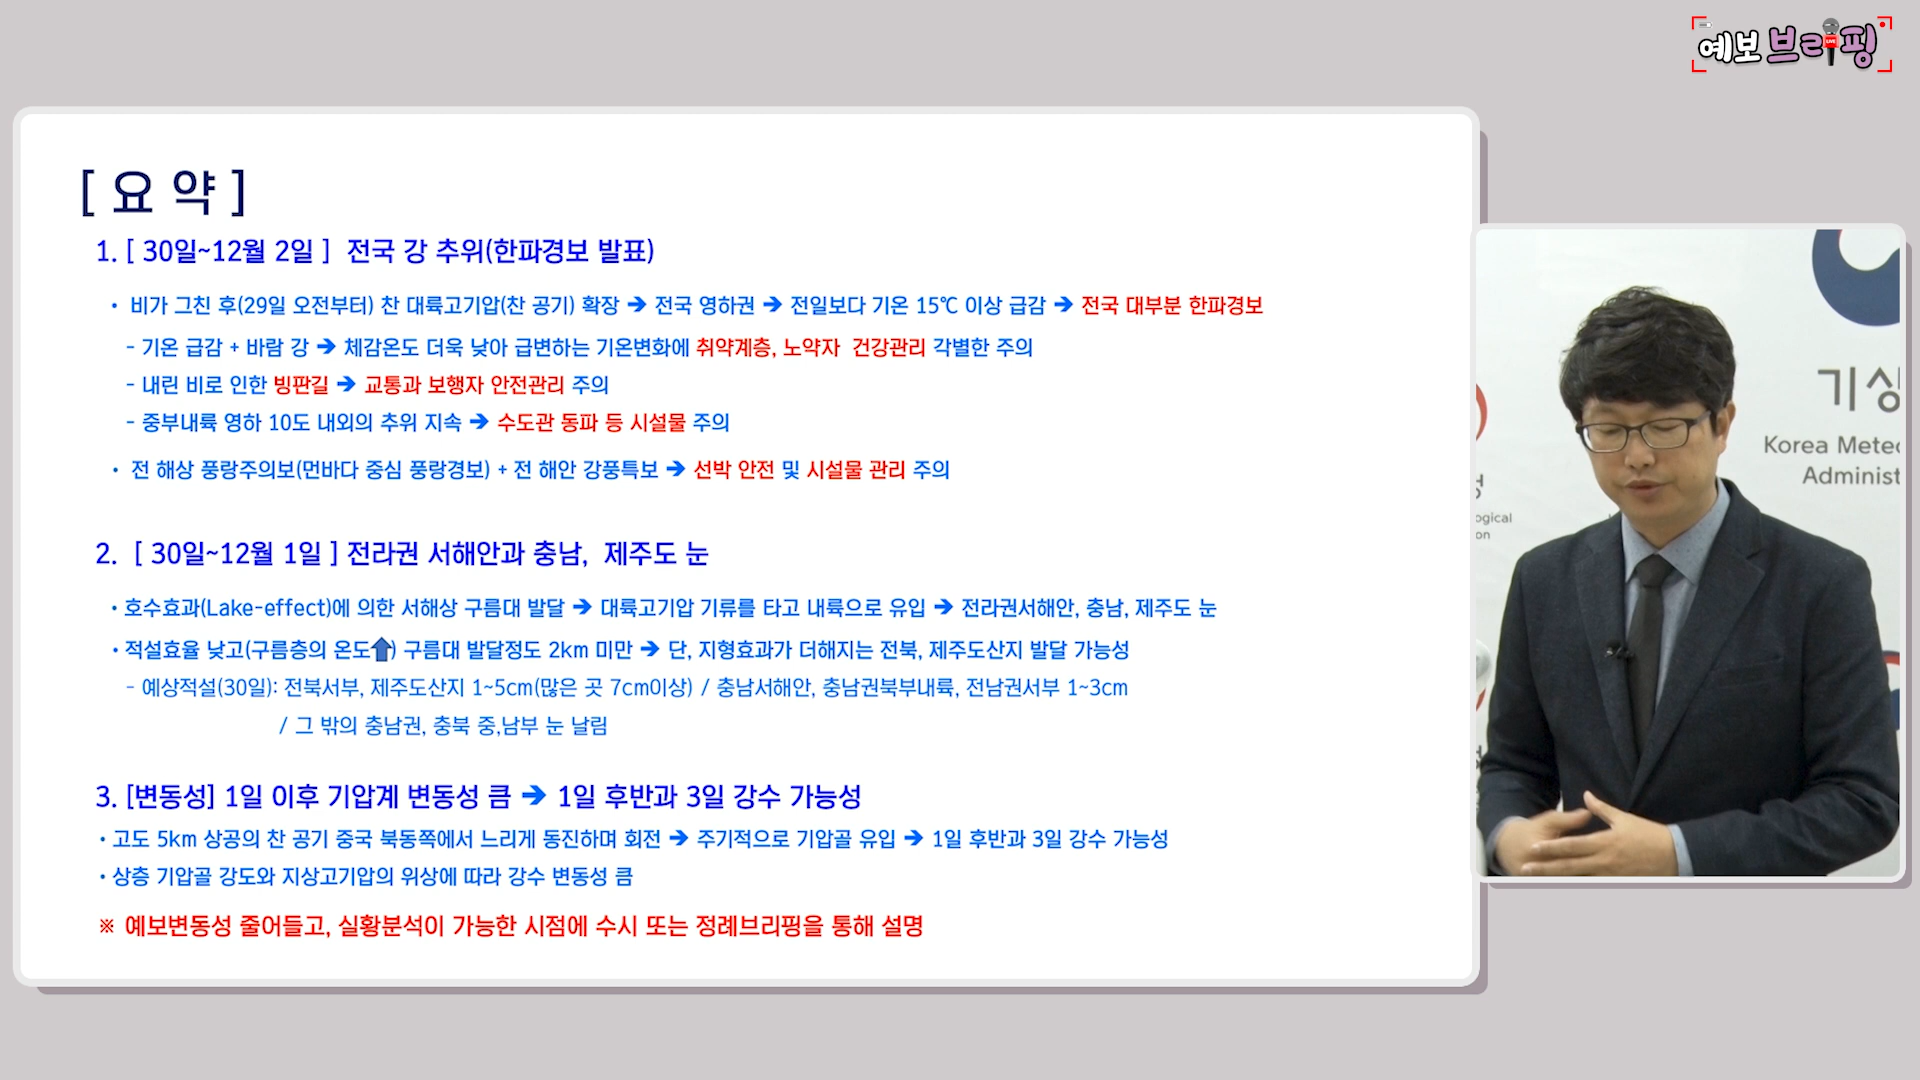 예보 브리핑
LIVE
[ 요 약 ]
1. [ 30일~12월 2일 ] 전국 강 추위(한파경보 발표)
• 비가 그친 후(29일 오전부터) 찬 대륙고기압(찬 공기) 확장 ➔ 전국 영하권 ➔ 전일보다 기온 15℃ 이상 급감 ➔ 전국 대부분 한파경보
- 기온 급감 + 바람 강 ➔ 체감온도 더욱 낮아 급변하는 기온변화에 취약계층, 노약자 건강관리 각별한 주의
- 내린 비로 인한 빙판길 ➔ 교통과 보행자 안전관리 주의
- 중부내륙 영하 10도 내외의 추위 지속 ➔ 수도관 동파 등 시설물 주의
• 전 해상 풍랑주의보(먼바다 중심 풍랑경보) + 전 해안 강풍특보 ➔ 선박 안전 및 시설물 관리 주의
2. [ 30일~12월 1일 ] 전라권 서해안과 충남, 제주도 눈
• 호수효과(Lake-effect)에 의한 서해상 구름대 발달 ➔ 대륙고기압 기류를 타고 내륙으로 유입 ➔ 전라권서해안, 충남, 제주도 눈
• 적설효율 낮고(구름층의 온도⬆) 구름대 발달정도 2km 미만 ➔ 단, 지형효과가 더해지는 전북, 제주도산지 발달 가능성
- 예상적설(30일): 전북서부, 제주도산지 1~5cm(많은 곳 7cm이상) / 충남서해안, 충남권북부내륙, 전남권서부 1~3cm
/ 그 밖의 충남권, 충북 중,남부 눈 날림
3. [변동성] 1일 이후 기압계 변동성 큼 ➔ 1일 후반과 3일 강수 가능성
• 고도 5km 상공의 찬 공기 중국 북동쪽에서 느리게 동진하며 회전 ➔ 주기적으로 기압골 유입 ➔ 1일 후반과 3일 강수 가능성
• 상층 기압골 강도와 지상고기압의 위상에 따라 강수 변동성 큼
※ 예보변동성 줄어들고, 실황분석이 가능한 시점에 수시 또는 정례브리핑을 통해 설명
기상
Korea Meteo
Administ
ogical
on